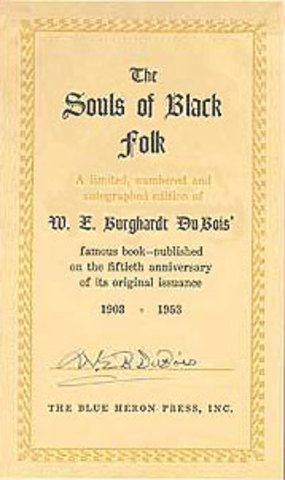 The
Souls of Black
Folk
A limited, numbered and
autographed edition of
W. E. Burghardt DuBois'
famous book—published
on the fiftieth anniversary
of its original issuance
1903 • 1953
W E B DuBois
THE BLUE HERON PRESS, INC.